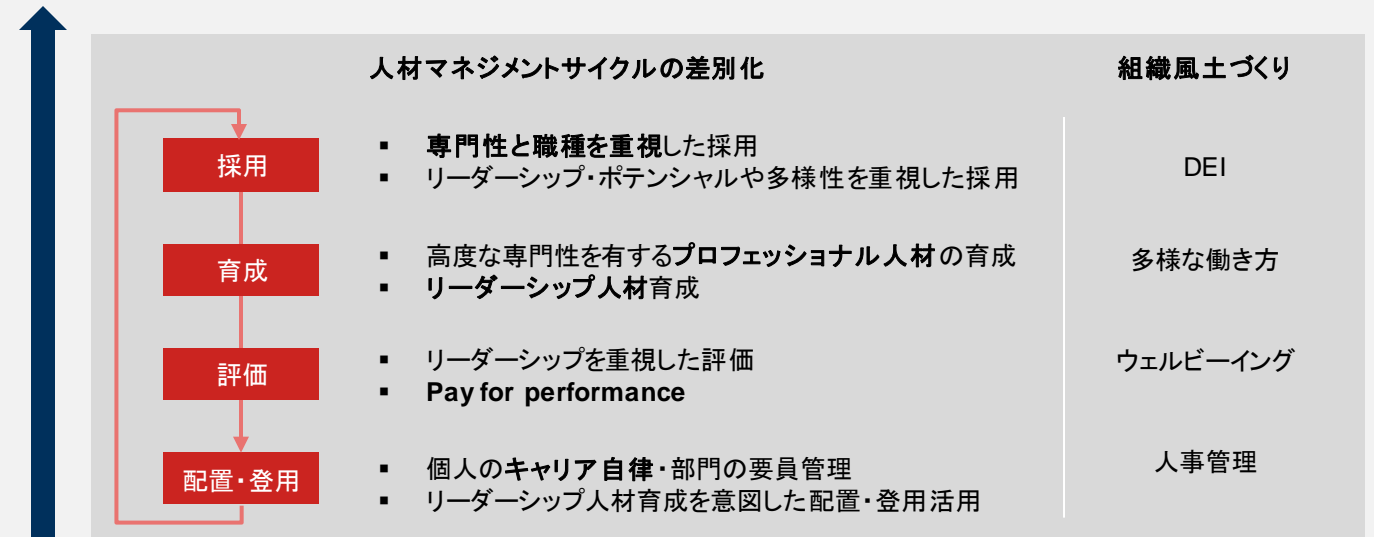 人材マネジメントサイクルの差別化
組織風土づくり
採用
▪ 専門性と職種を重視した採用
▪ リーダーシップ・ポテンシャルや多様性を重視した採用
DEI
育成
▪ 高度な専門性を有するプロフェッショナル人材の育成
▪ リーダーシップ人材育成
多様な働き方
評価
▪ リーダーシップを重視した評価
▪ Pay for performance
ウェルビーイング
配置・登用
▪ 個人のキャリア自律・部門の要員管理
▪ リーダーシップ人材育成を意図した配置・登用活用
人事管理